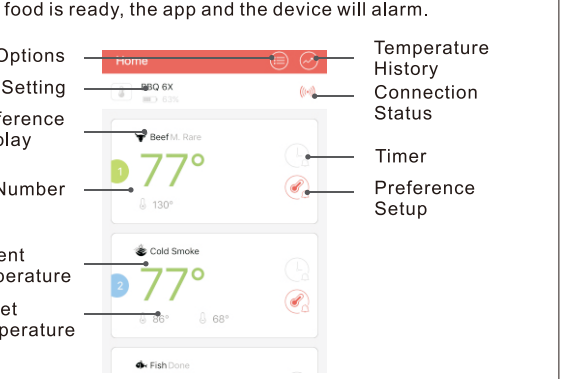 food is ready, the app and the device will alarm.
Options
Setting
ference
play
Number
ent
perature
et
perature
Home
BBQ 6X
63%
Beef M. Rare
1
77°
130°
Cold Smoke
2
77°
86° 68°
Fish Done
Temperature
History
Connection
Status
Timer
Preference
Setup